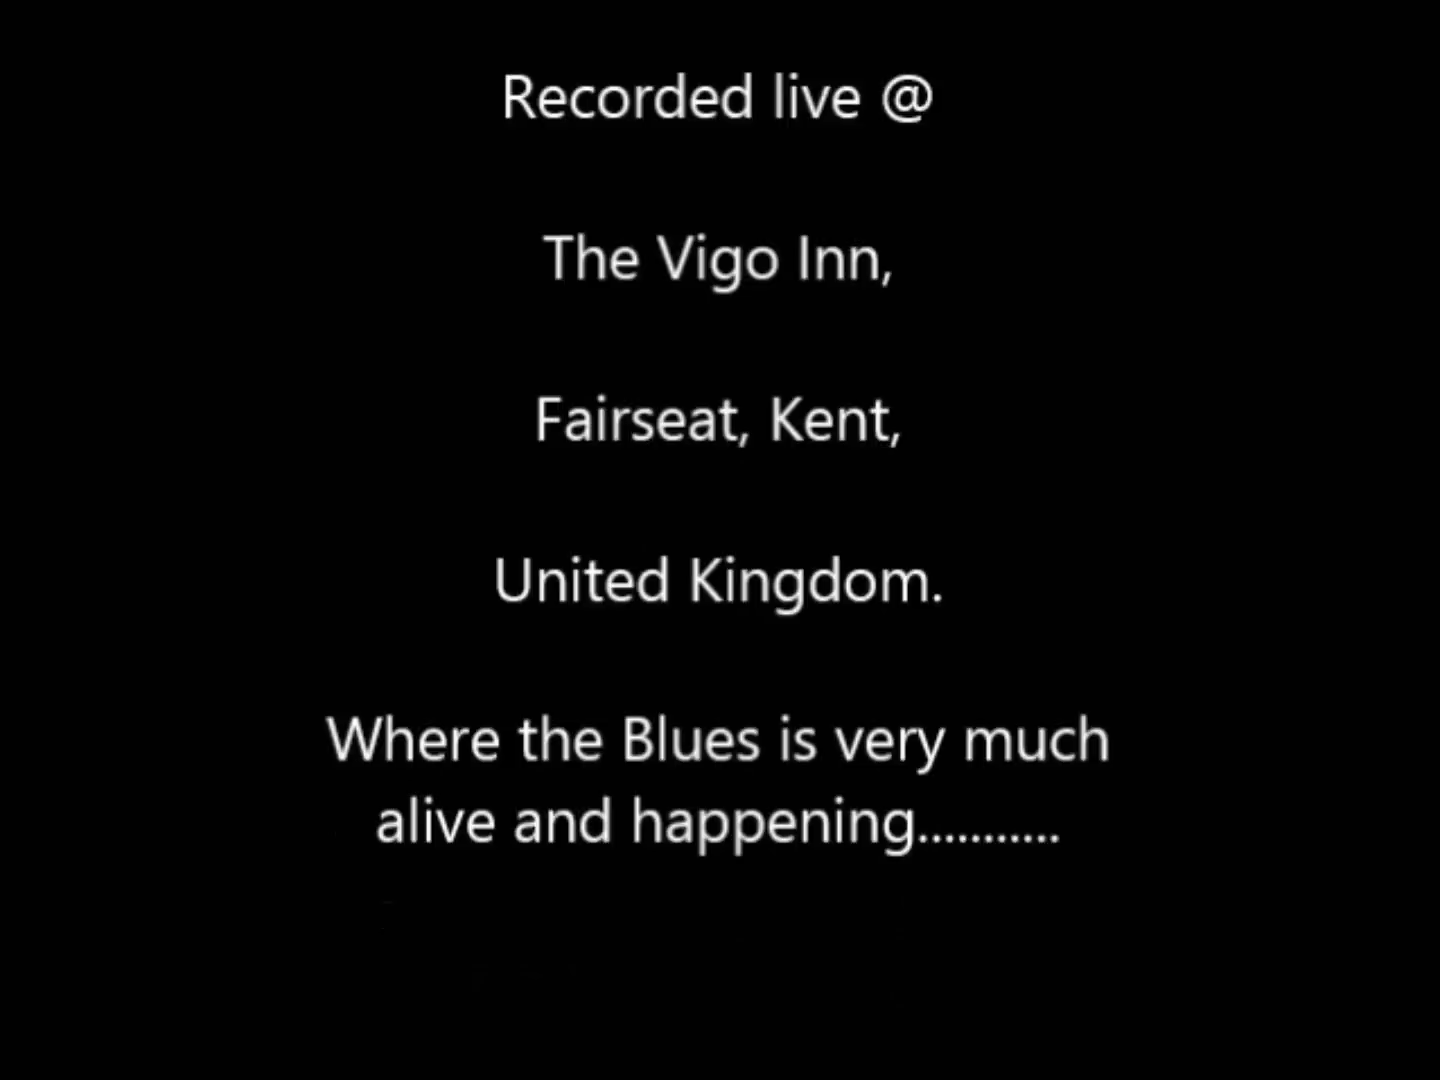 Recorded live @
The Vigo Inn,
Fairseat, Kent,
United Kingdom.
Where the Blues is very much
alive and happening...........